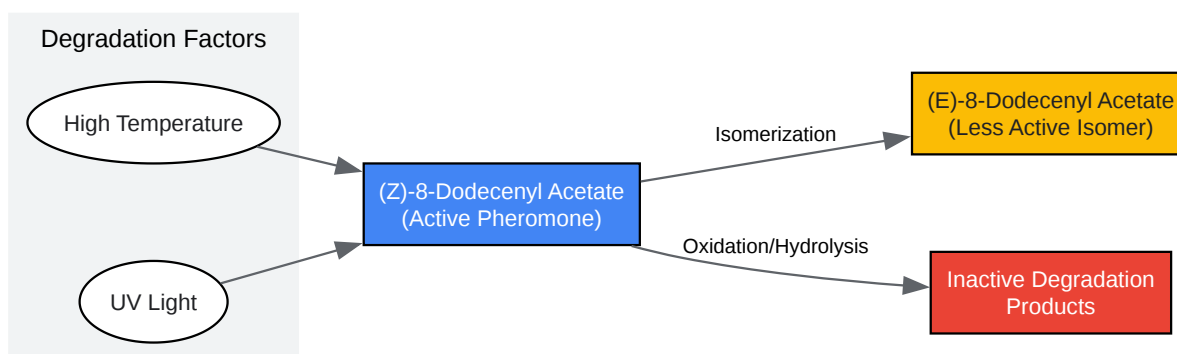 Degradation Factors
High Temperature
UV Light
(Z)-8-Dodecenyl Acetate
(Active Pheromone)
Isomerization
Oxidation/Hydrolysis
(E)-8-Dodecenyl Acetate
(Less Active Isomer)
Inactive Degradation
Products